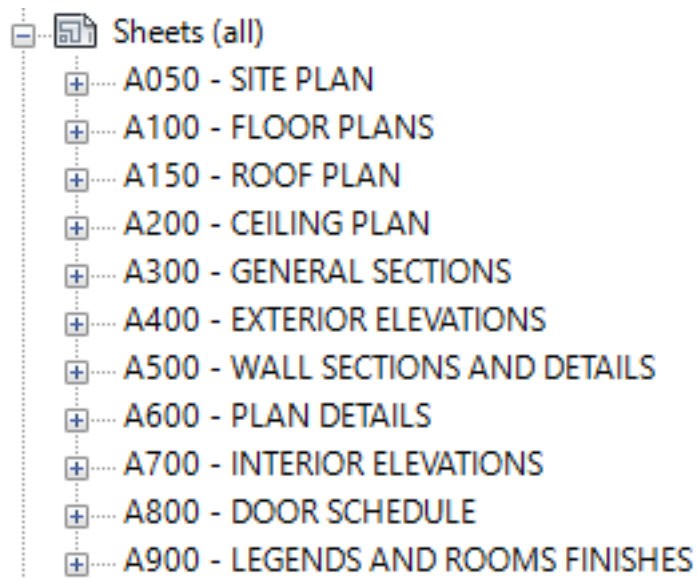 Sheets (all)
A050 - SITE PLAN
A100 - FLOOR PLANS
A150 - ROOF PLAN
A200 - CEILING PLAN
A300 - GENERAL SECTIONS
A400 - EXTERIOR ELEVATIONS
A500 - WALL SECTIONS AND DETAILS
A600 - PLAN DETAILS
A700 - INTERIOR ELEVATIONS
A800 - DOOR SCHEDULE
A900 - LEGENDS AND ROOMS FINISHES